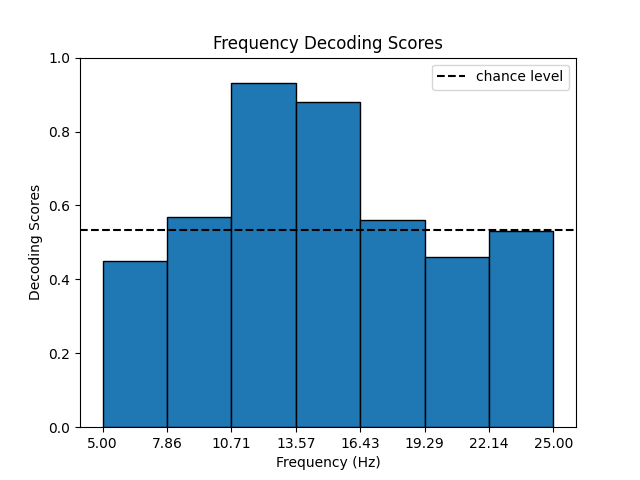 Frequency Decoding Scores
chance level
Decoding Scores
1.0
0.8
0.6
0.4
0.2
0.0
5.00 7.86 10.71 13.57 16.43 19.29 22.14 25.00
Frequency (Hz)